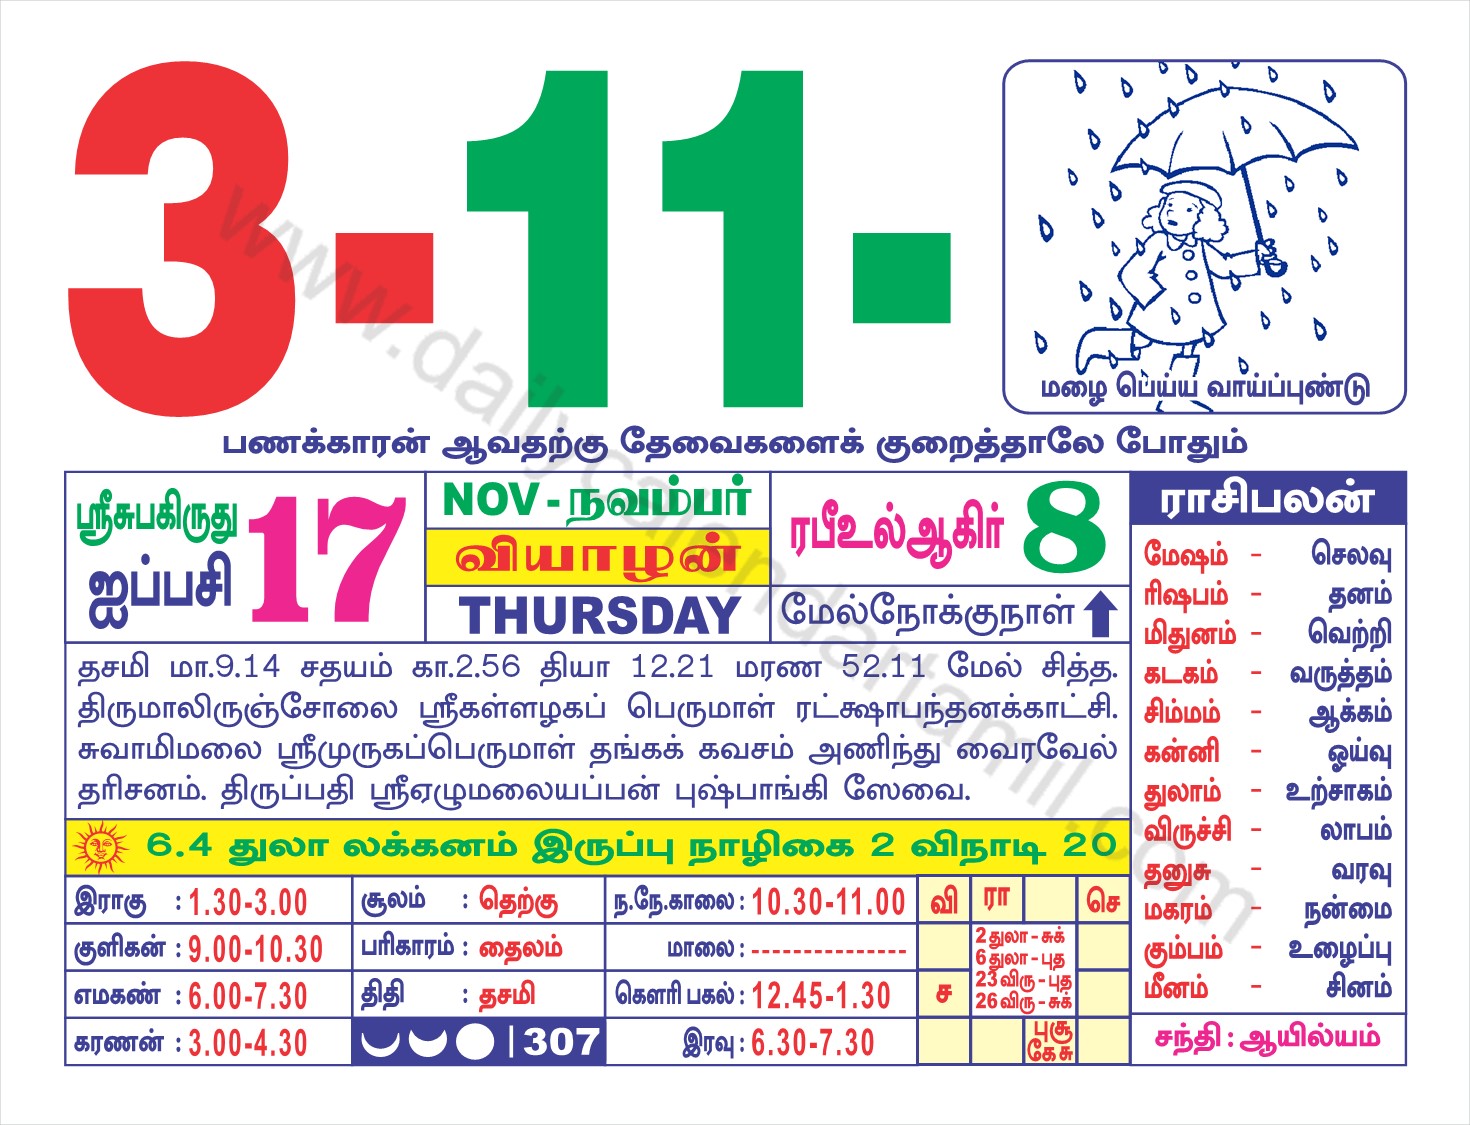 3-11-
மழை பெய்ய வாய்ப்புண்டு
பணக்காரன் ஆவதற்கு தேவைகளைக் குறைத்தாலே போதும்
ஸ்ரீசுபகிருது
ஐப்பசி
17
NOV - நவம்பர்
வியாழன்
THURSDAY
ரபீஉல்ஆகிர் 8
மேல்நோக்குநாள்
தசமி மா.9.14 சதயம் கா.2.56 தியா 12.21 மரண 52.11 மேல் சித்த.
திருமாலிருஞ்சோலை ஸ்ரீகள்ளழகப் பெருமாள் ரட்க்ஷாபந்தனக்காட்சி.
சுவாமிமலை ஸ்ரீமுருகப்பெருமாள் தங்கக் கவசம் அணிந்து வைரவேல்
தரிசனம். திருப்பதி ஸ்ரீஏழுமலையப்பன் புஷ்பாங்கி ஸேவை.
6.4 துலா லக்கனம் இருப்பு நாழிகை 2 விநாடி 20
இராகு : 1.30-3.00
குளிகன் : 9.00-10.30
எமகண் : 6.00-7.30
கரணன் : 3.00-4.30
சூலம் : தெற்கு
பரிகாரம் : தைலம்
திதி : தசமி
307
ந.நே.காலை : 10.30-11.00
மாலை : --------------
கௌரி பகல் : 12.45-1.30
இரவு : 6.30-7.30
வி ரா செ
2 துலா - சுக்
6 துலா - புத
23 விரு - புத
26 விரு - சுக்
ச
பு சூ
கே சு
ராசிபலன்
மேஷம் - செலவு
ரிஷபம் - தனம்
மிதுனம் - வெற்றி
கடகம் - வருத்தம்
சிம்மம் - ஆக்கம்
கன்னி - ஓய்வு
துலாம் - உற்சாகம்
விருச்சி - லாபம்
தனுசு - வரவு
மகரம் - நன்மை
கும்பம் - உழைப்பு
மீனம் - சினம்
சந்தி : ஆயில்யம்
www.dailycalendartamil.com